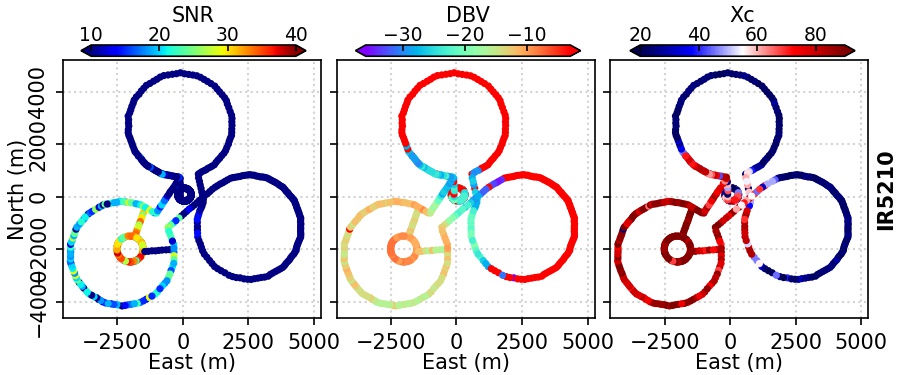 SNR DBV Xc
10 20 30 40 −30 −20 −10 20 40 60 80
North (m)
4000
2000
0
−2000
−4000
IR5210
−2500 0 2500 5000 −2500 0 2500 5000 −2500 0 2500 5000
East (m) East (m) East (m)